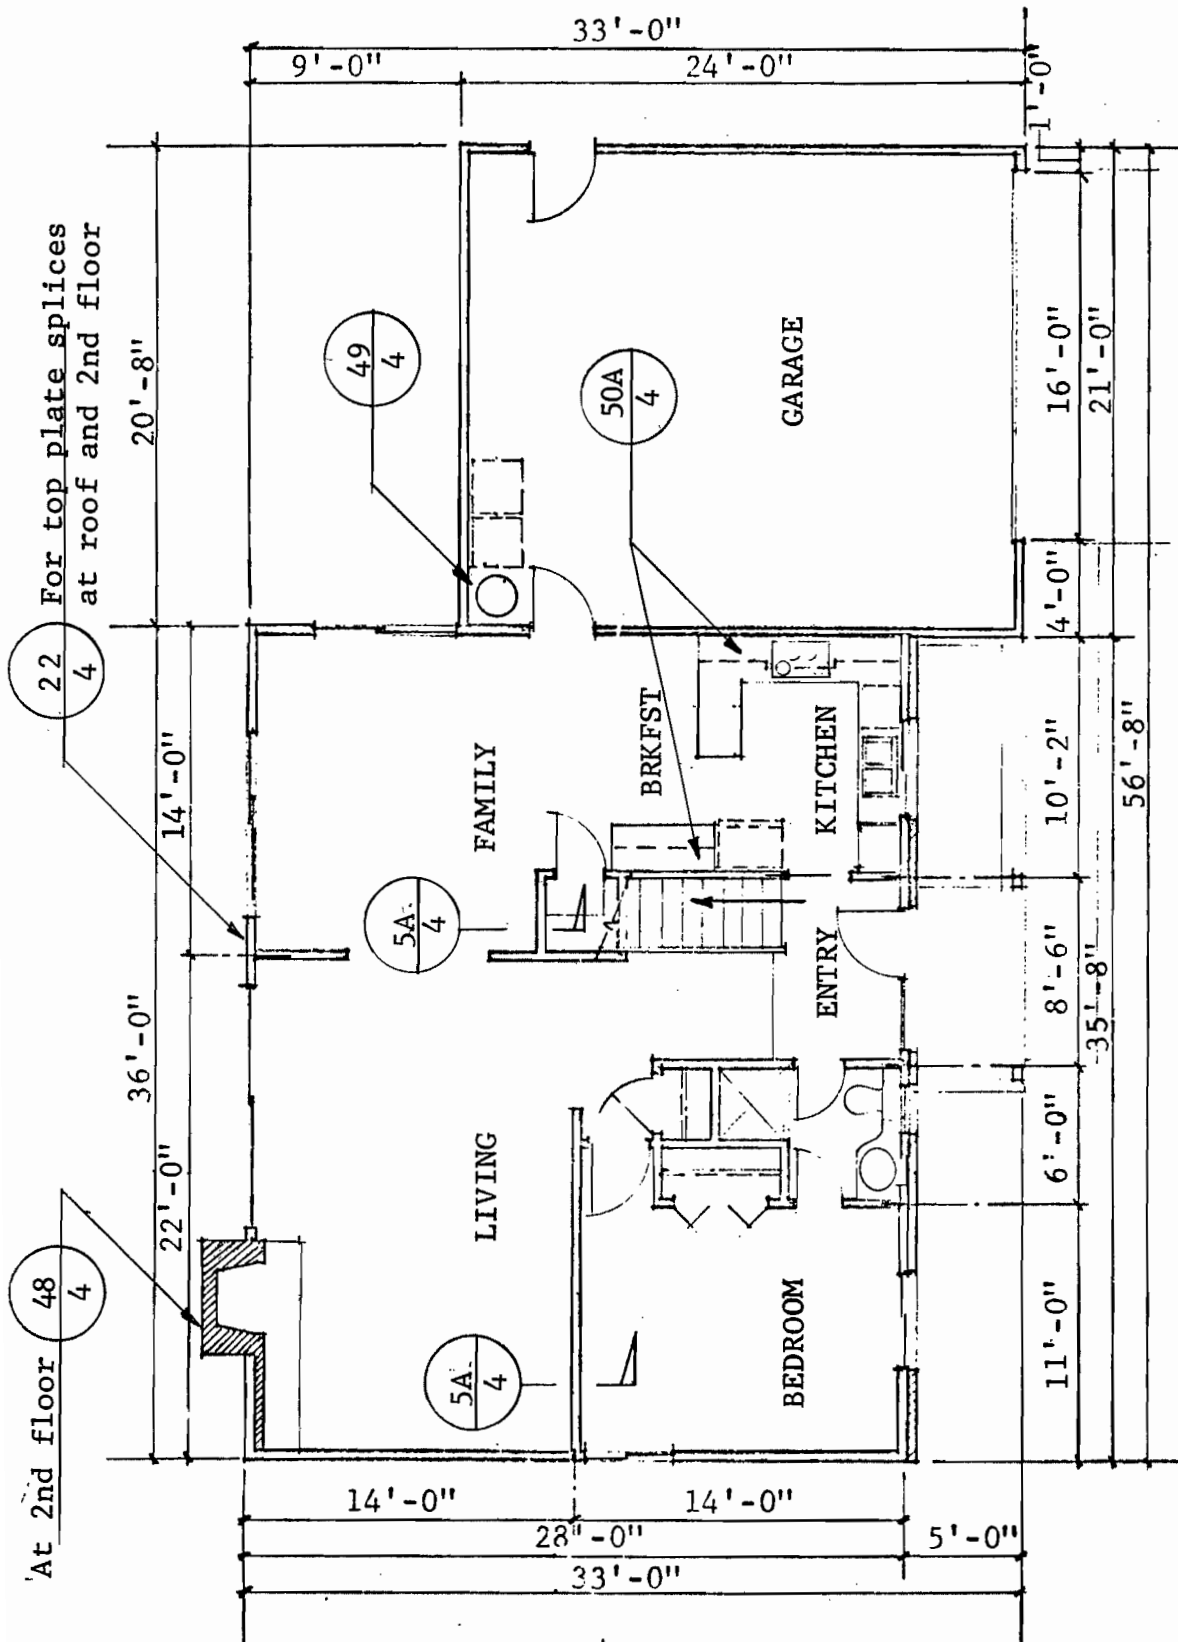 33'-0"
9'-0"
24'-0"
1'-0"
For top plate splices
at roof and 2nd floor
22
4
20'-8"
49
4
50A
4
GARAGE
16'-0"
21'-0"
4'-0"
14'-0"
FAMILY
BRKFST
KITCHEN
10'-2"
56'-8"
5A
4
ENTRY
8'-6"
35'-8"
36'-0"
22'-0"
LIVING
6'-0"
At 2nd floor
48
4
5A
4
BEDROOM
11'-0"
14'-0"
14'-0"
28'-0"
5'-0"
33'-0"